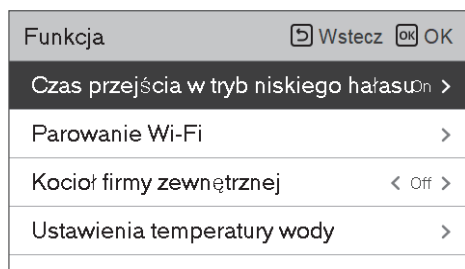 Funkcja Wstecz OK OK
Czas przejścia w tryb niskiego hałasu On >
Parowanie Wi-Fi >
Kocioł firmy zewnętrznej < Off >
Ustawienia temperatury wody >